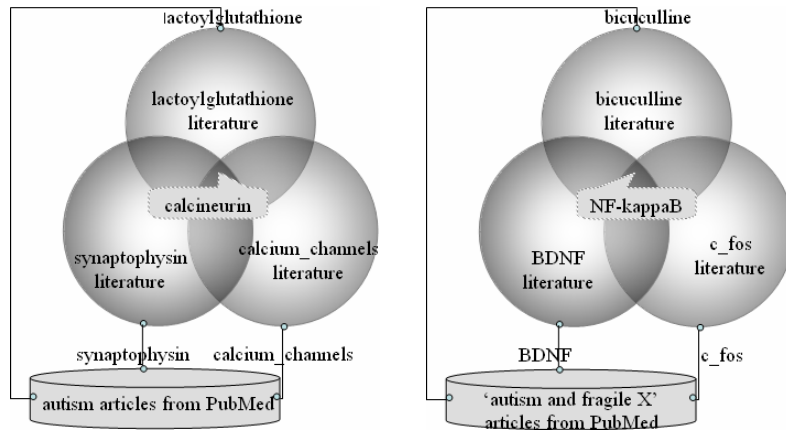 lactoylglutathione
lactoylglutathione
literature
calcineurin
synaptophysin
literature
calcium_channels
literature
synaptophysin
calcium_channels
autism articles from PubMed
bicuculline
bicuculline
literature
NF-kappaB
BDNF
literature
c_fos
literature
BDNF
c_fos
‘autism and fragile X’
articles from PubMed